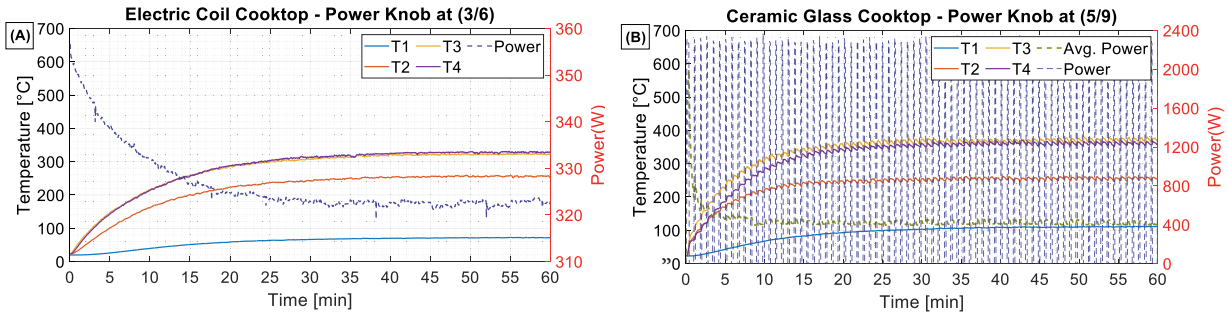 Electric Coil Cooktop - Power Knob at (3/6)
(A)
700
600
500
400
300
200
100
0
Temperature [°C]
T1
T3
Power
T2
T4
360
350
343
334
333
320
310
Power(W)
0
5
10
15
20
25
30
35
40
45
50
55
60
Time [min]
Ceramic Glass Cooktop - Power Knob at (5/9)
(B)
700
600
500
400
300
200
100
0
Temperature [°C]
T1
T3
Avg. Power
T2
T4
Power
2400
2000
1600
1200
800
400
0
Power(W)
0
5
10
15
20
25
30
35
40
45
50
55
60
Time [min]